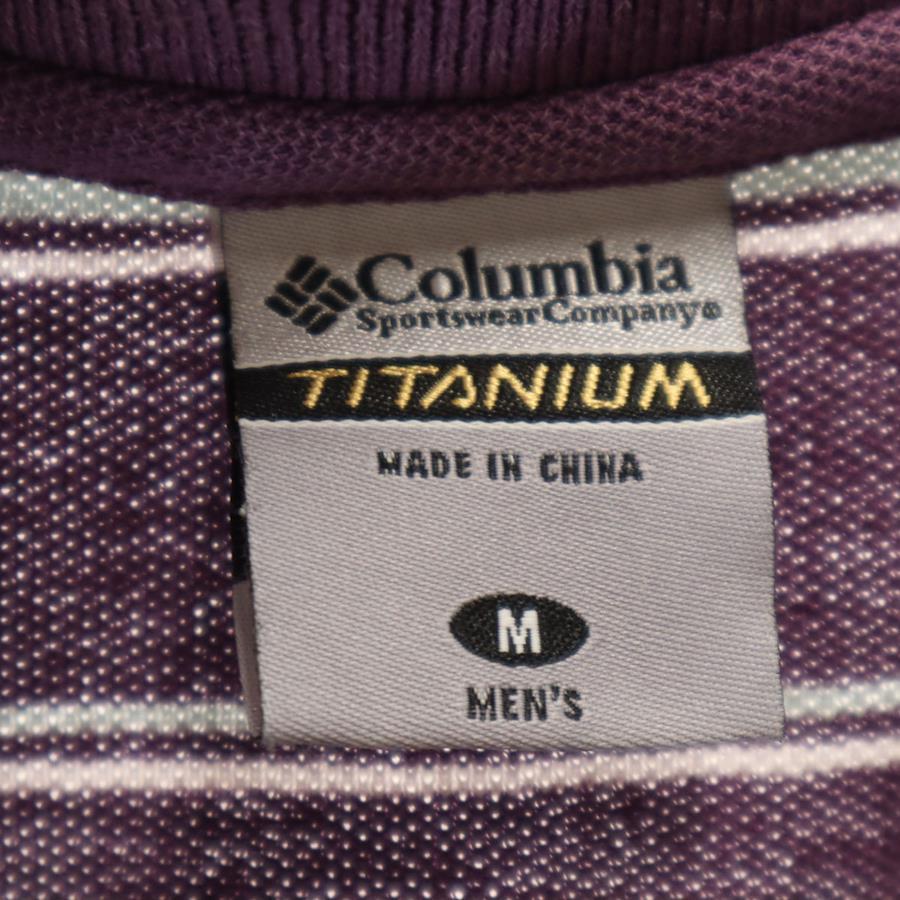 Columbia
Sportswear Company®
TITANIUM
MADE IN CHINA
M
MEN'S